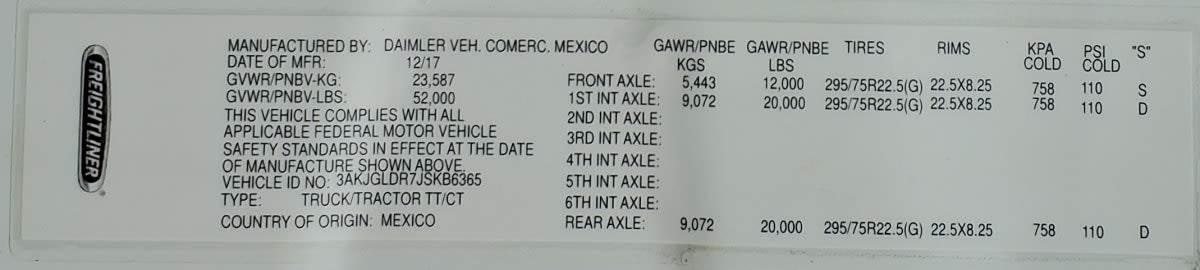 FREIGHTLINER
MANUFACTURED BY: DAIMLER VEH. COMERC. MEXICO GAWR/PNBE GAWR/PNBE TIRES RIMS KPA PSI "S"
DATE OF MFR: 12/17 KGS LBS COLD COLD
GVWR/PNBV-KG: 23,587 FRONT AXLE: 5,443 12,000 295/75R22.5(G) 22.5X8.25 758 110 S
GVWR/PNBV-LBS: 52,000 1ST INT AXLE: 9,072 20,000 295/75R22.5(G) 22.5X8.25 758 110 D
THIS VEHICLE COMPLIES WITH ALL 2ND INT AXLE:
APPLICABLE FEDERAL MOTOR VEHICLE 3RD INT AXLE:
SAFETY STANDARDS IN EFFECT AT THE DATE
OF MANUFACTURE SHOWN ABOVE. 4TH INT AXLE:
VEHICLE ID NO: 3AKJGLDR7JSKB6365 5TH INT AXLE:
TYPE: TRUCK/TRACTOR TT/CT 6TH INT AXLE:
COUNTRY OF ORIGIN: MEXICO REAR AXLE: 9,072 20,000 295/75R22.5(G) 22.5X8.25 758 110 D